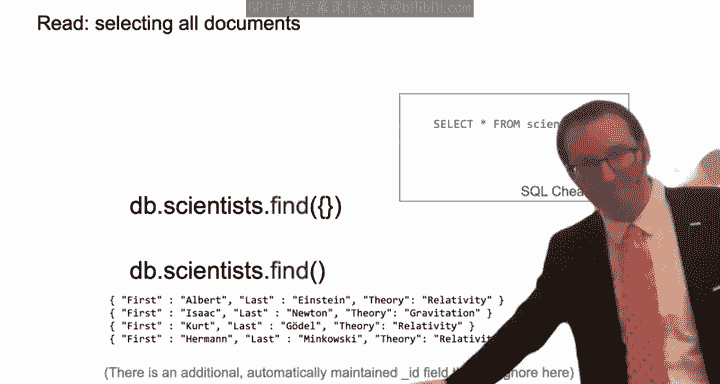 Read: selecting all documents
SELECT * FROM scien
SQL Chea
db.scientists.find({})
db.scientists.find()
{ "First" : "Albert", "Last" : "Einstein", "Theory": "Relativity" }
{ "First" : "Isaac", "Last" : "Newton", "Theory": "Gravitation" }
{ "First" : "Kurt", "Last" : "Gödel", "Theory": "Relativity" }
{ "First" : "Hermann", "Last" : "Minkowski", "Theory": "Relativit
(There is an additional, automatically maintained _id field ignore here)